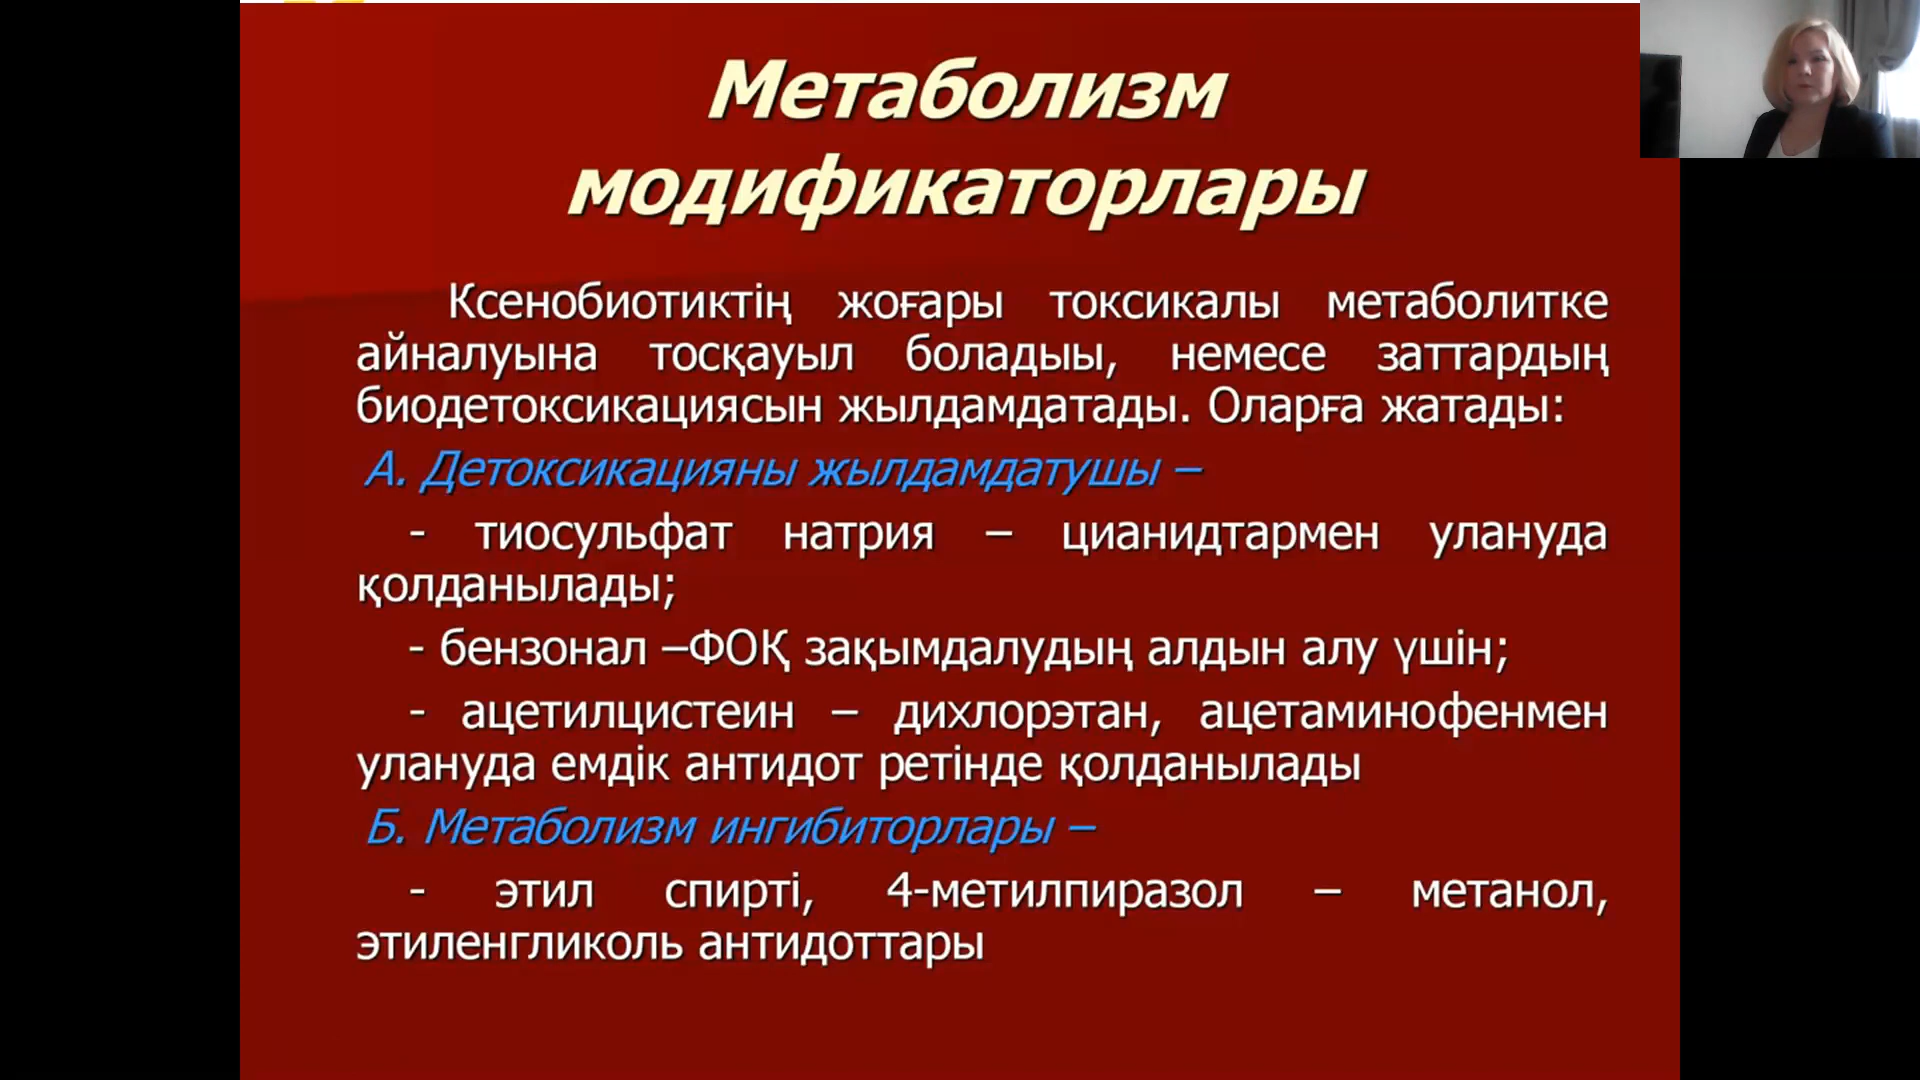 Метаболизм
модификаторлары
Ксенобиотиктің жоғары токсикалы метаболитке
айналуына тосқауыл боладыы, немесе заттардың
биодетоксикациясын жылдамдатады. Оларға жатады:
А. Детоксикацияны жылдамдатушы –
- тиосульфат натрия – цианидтармен улануда
қолданылады;
- бензонал –ФОҚ зақымдалудың алдын алу үшін;
- ацетилцистеин – дихлорэтан, ацетаминофенмен
улануда емдік антидот ретінде қолданылады
Б. Метаболизм ингибиторлары –
- этил спирті, 4-метилпиразол – метанол,
этиленгликоль антидоттары